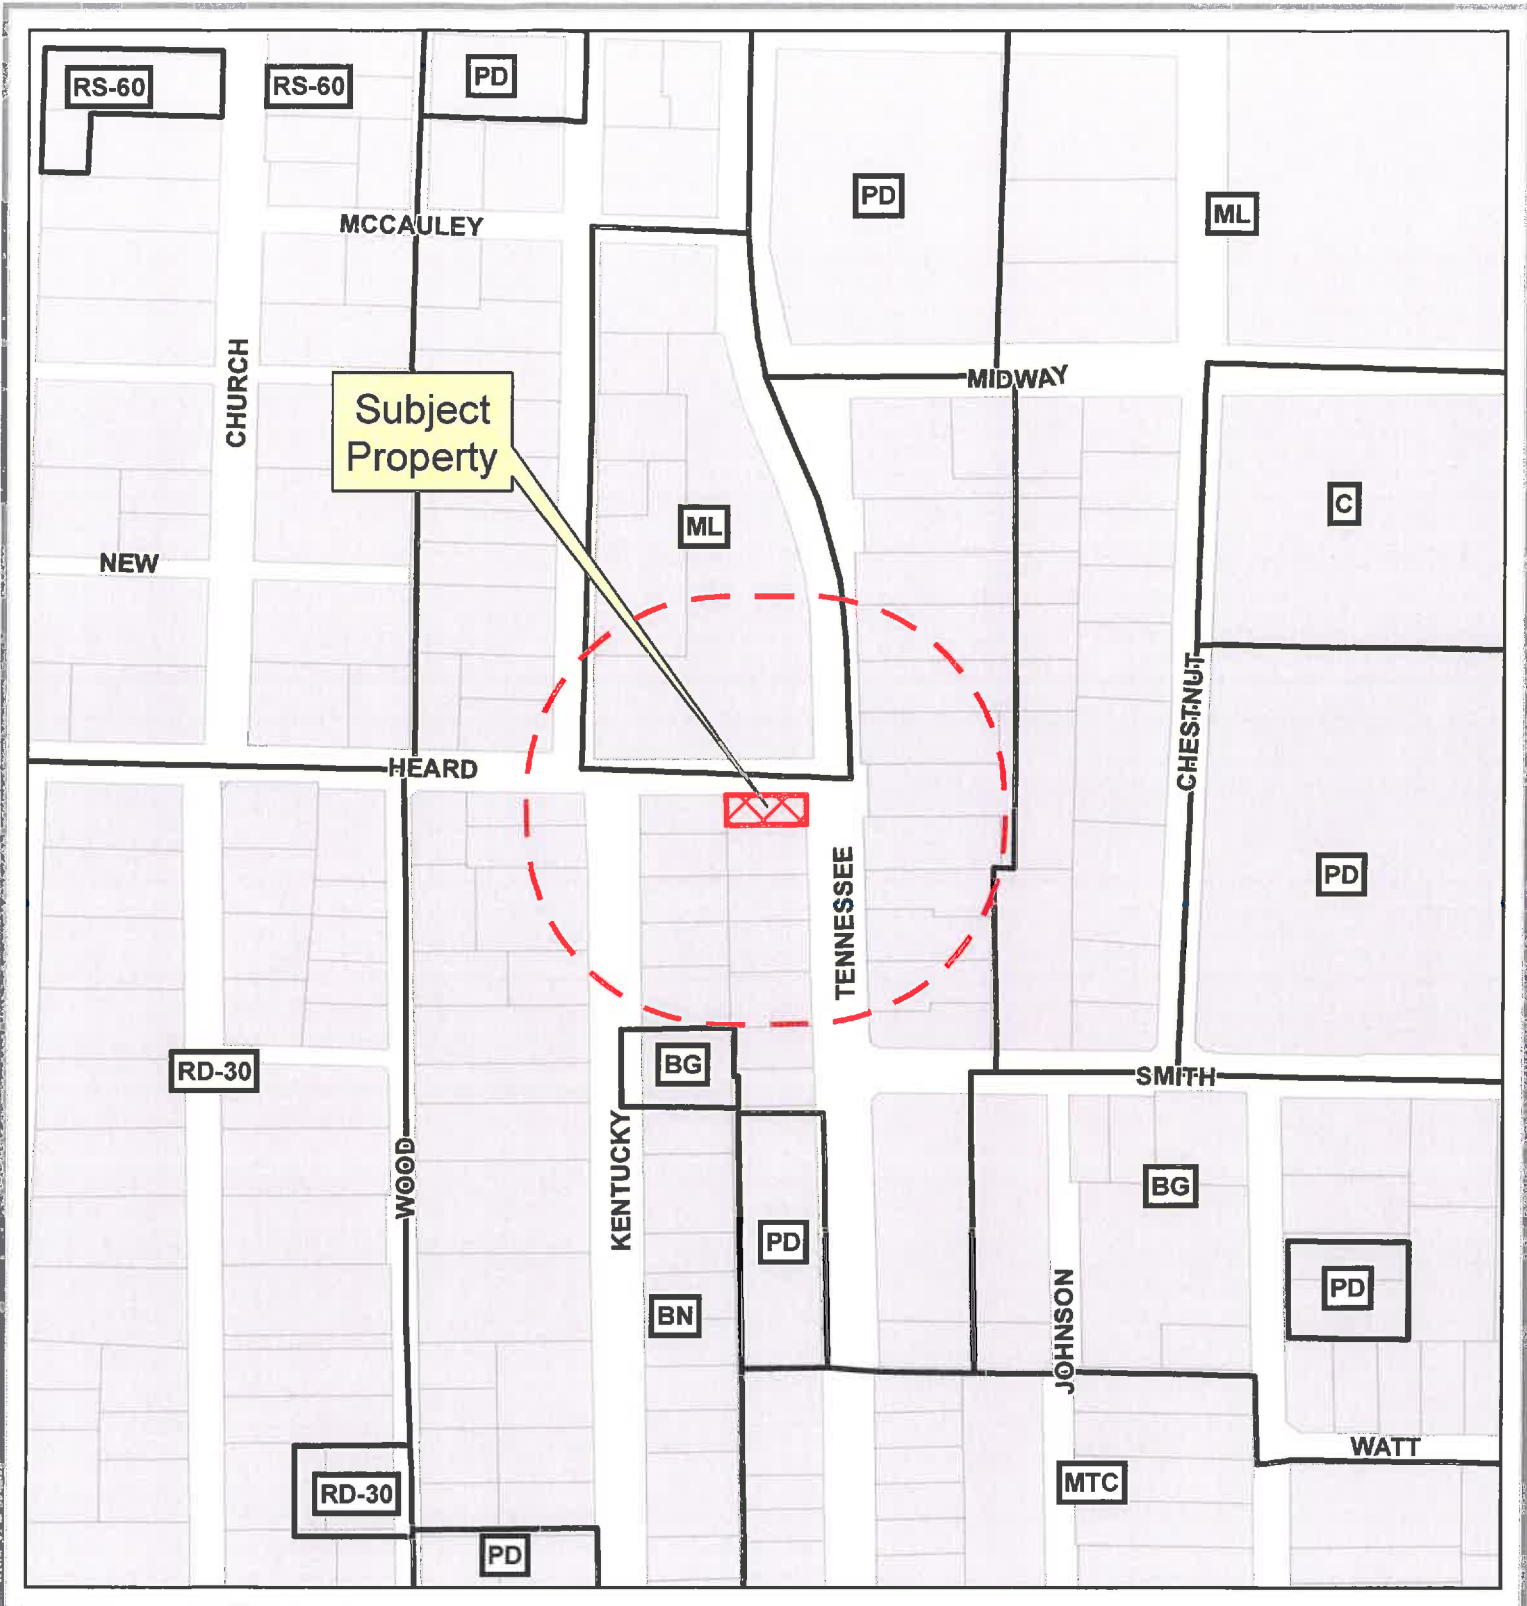 RS-60
RS-60
PD
PD
ML
MCCAULEY
CHURCH
MIDWAY
Subject
Property
C
ML
NEW
CHESTNUT
HEARD
TENNESSEE
PD
RD-30
BG
SMITH
WOOD
KENTUCKY
BG
PD
PD
BN
JOHNSON
WATT
MTC
RD-30
PD